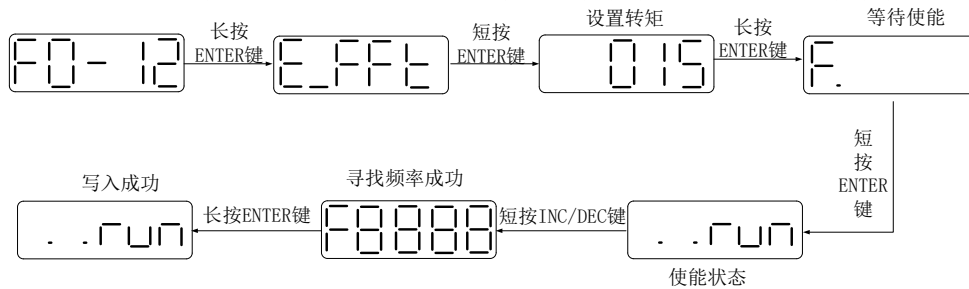 设置转矩
等待使能
长按
ENTER键
短按
ENTER键
长按
ENTER键
F0-12
E_FFt
015
F.
短
按
ENTER
键
写入成功
寻找频率成功
长按ENTER键
短按INC/DEC键
. .run
F8888
. .run
使能状态